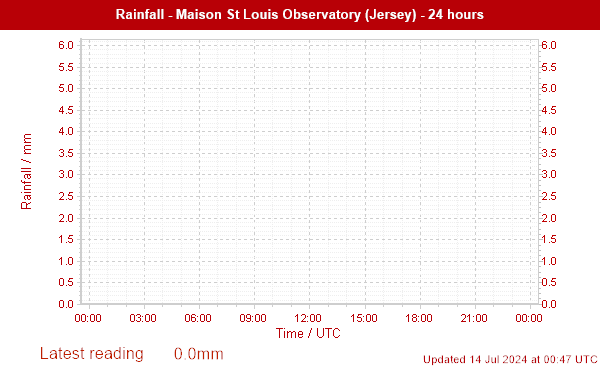 Rainfall - Maison St Louis Observatory (Jersey) - 24 hours
6.0 6.0
5.5 5.5
5.0 5.0
4.5 4.5
4.0 4.0
3.5 3.5
3.0 3.0
2.5 2.5
2.0 2.0
1.5 1.5
1.0 1.0
0.5 0.5
0.0 0.0
Rainfall / mm
00:00 03:00 06:00 09:00 12:00 15:00 18:00 21:00 00:00
Time / UTC
Latest reading 0.0mm
Updated 14 Jul 2024 at 00:47 UTC